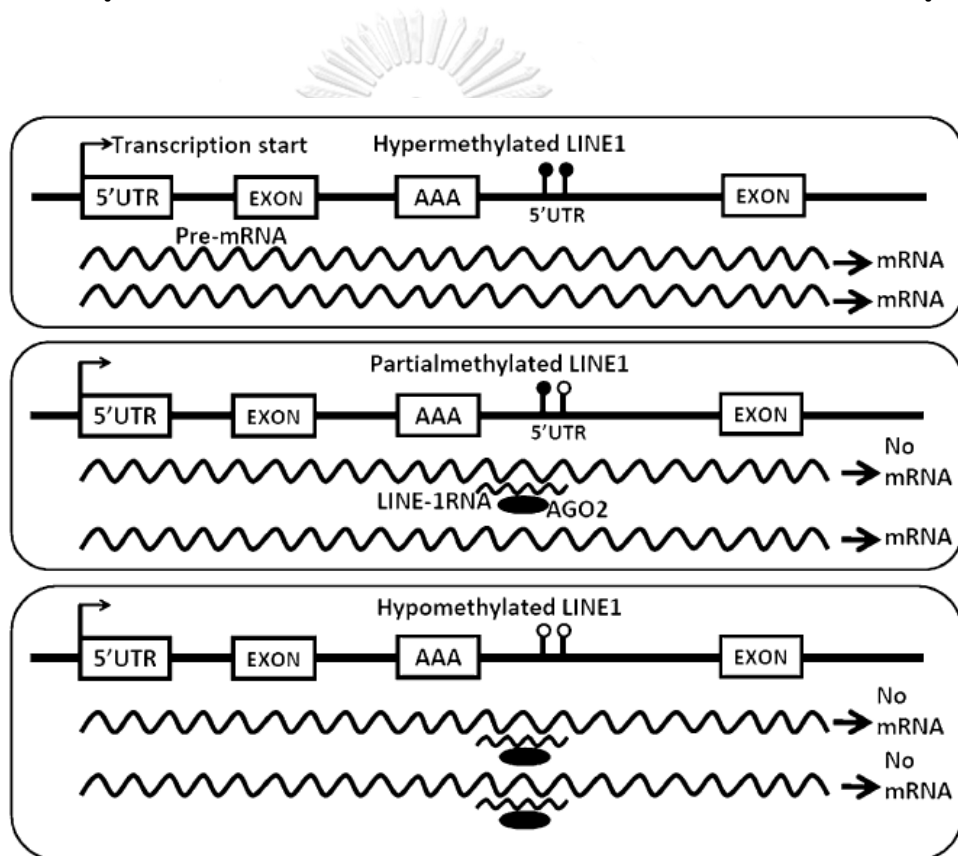 Transcription start
Hypermethylated LINE1
5'UTR
EXON
AAA
5'UTR
EXON
Pre-mRNA
mRNA
mRNA
Partialmethylated LINE1
5'UTR
EXON
AAA
5'UTR
EXON
No
mRNA
LINE-1RNA
AGO2
mRNA
Hypomethylated LINE1
5'UTR
EXON
AAA
EXON
No
mRNA
No
mRNA